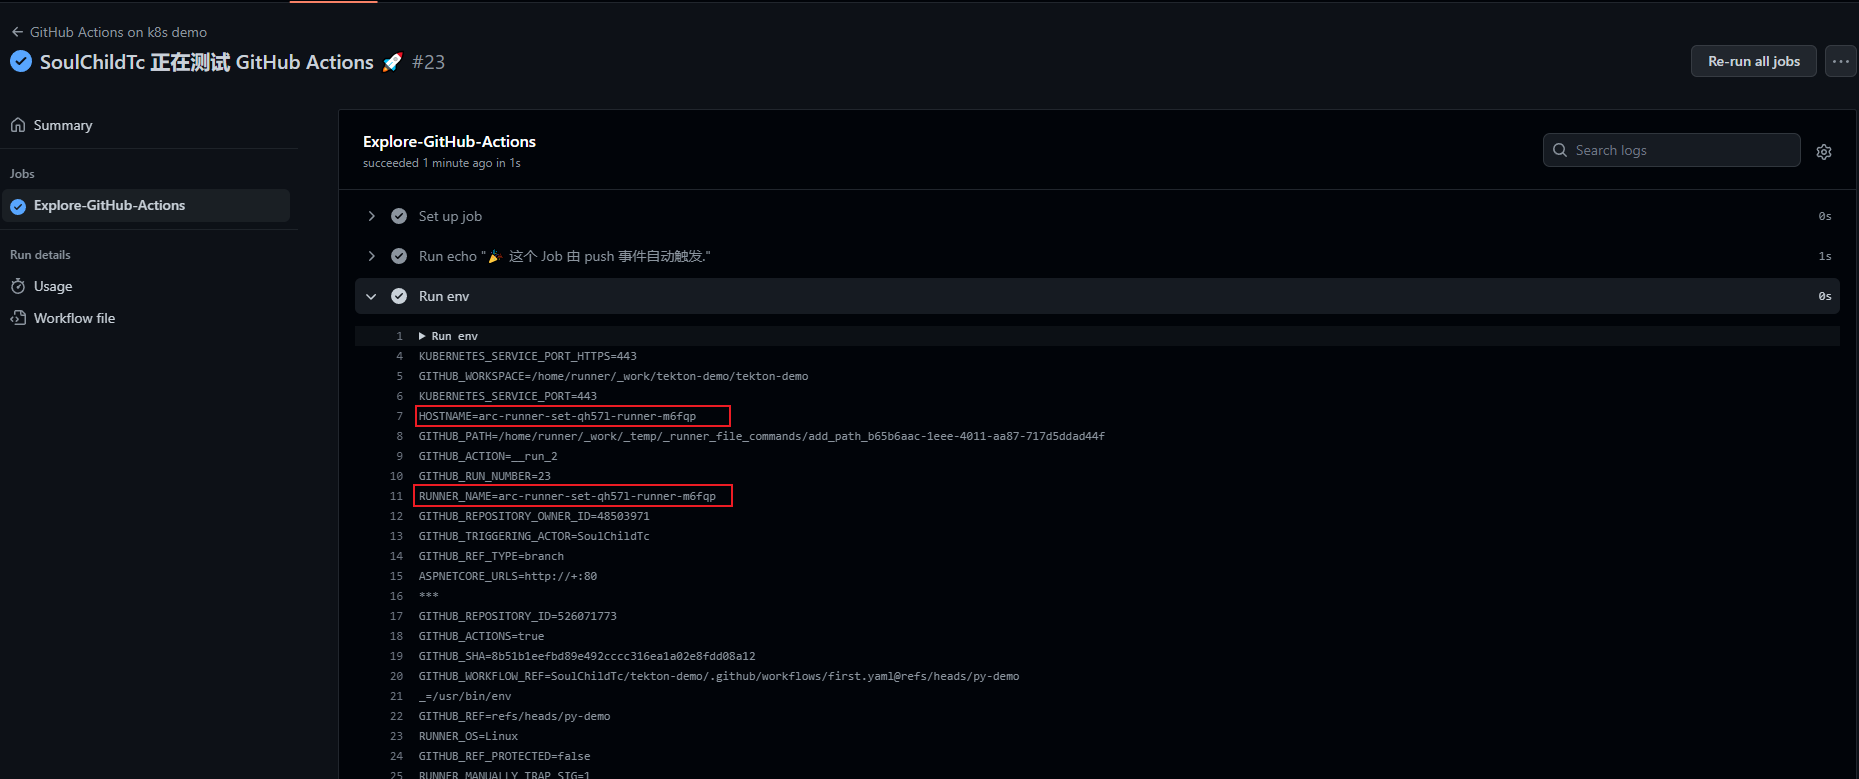 GitHub Actions on k8s demo
SoulChildTc 正在测试 GitHub Actions 🚀 #23
Re-run all jobs
Summary
Jobs
Explore-GitHub-Actions
Run details
Usage
Workflow file
Explore-GitHub-Actions
succeeded 1 minute ago in 1s
Search logs
Set up job 0s
Run echo "🎉 这个 Job 由 push 事件自动触发." 1s
Run env 0s
1 Run env
4 KUBERNETES_SERVICE_PORT_HTTPS=443
5 GITHUB_WORKSPACE=/home/runner/_work/tekton-demo/tekton-demo
6 KUBERNETES_SERVICE_PORT=443
7 HOSTNAME=arc-runner-set-qh57l-runner-m6fqp
8 GITHUB_PATH=/home/runner/_work/_temp/_runner_file_commands/add_path_b65b6aac-1eee-4011-aa87-717d5ddad44f
9 GITHUB_ACTION=__run_2
10 GITHUB_RUN_NUMBER=23
11 RUNNER_NAME=arc-runner-set-qh57l-runner-m6fqp
12 GITHUB_REPOSITORY_OWNER_ID=48503971
13 GITHUB_TRIGGERING_ACTOR=SoulChildTc
14 GITHUB_REF_TYPE=branch
15 ASPNETCORE_URLS=http://+:80
16 ***
17 GITHUB_REPOSITORY_ID=526071773
18 GITHUB_ACTIONS=true
19 GITHUB_SHA=8b51b1eefbd89e492cccc316ea1a02e8fdd08a12
20 GITHUB_WORKFLOW_REF=SoulChildTc/tekton-demo/.github/workflows/first.yaml@refs/heads/py-demo
21 _=/usr/bin/env
22 GITHUB_REF=refs/heads/py-demo
23 RUNNER_OS=Linux
24 GITHUB_REF_PROTECTED=false
25 RUNNER_MANUALLY_TRAP_SIG=1